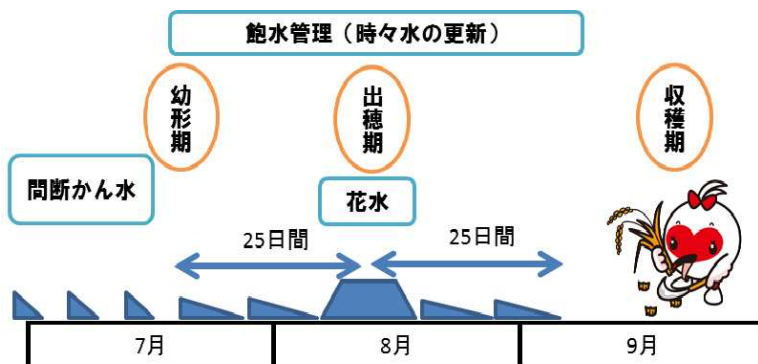 飽水管理（時々水の更新）
幼形期
出穂期
収穫期
間断かん水
花水
25日間
25日間
7月
8月
9月